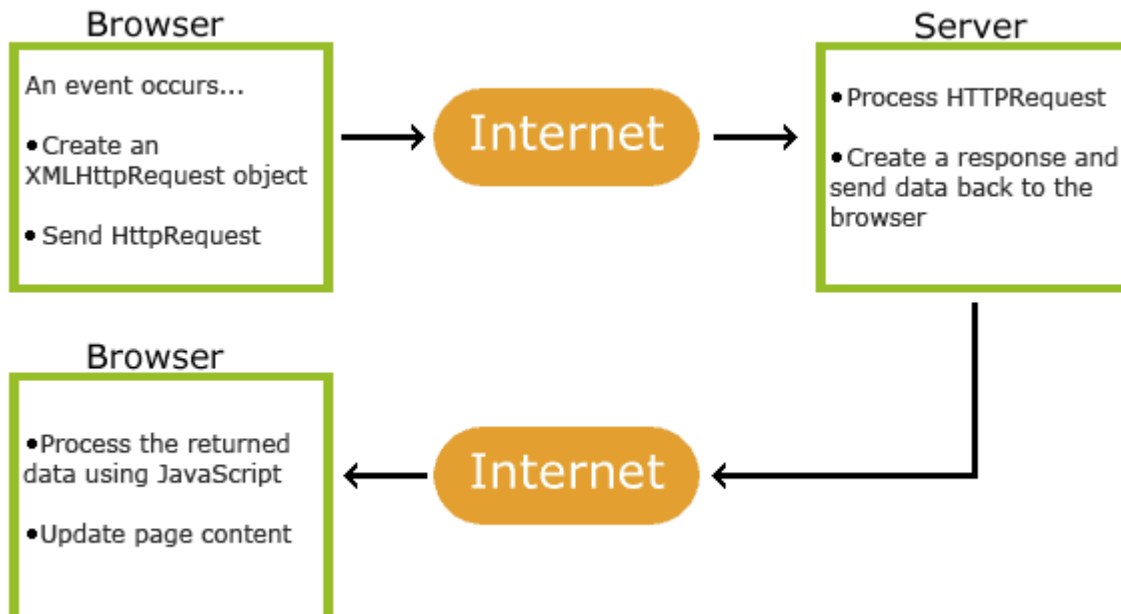 Browser
An event occurs...
•Create an
XMLHttpRequest object
•Send HttpRequest
Internet
Server
•Process HTTPRequest
•Create a response and
send data back to the
browser
Browser
•Process the returned
data using JavaScript
•Update page content
Internet